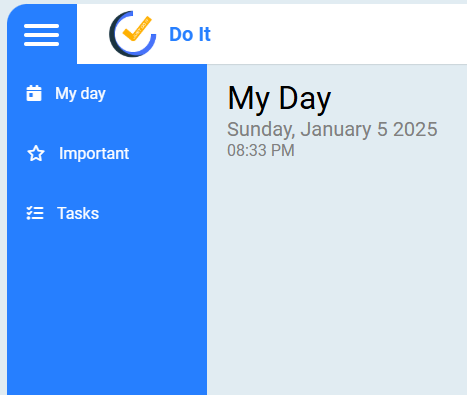 Do It
My day
Important
Tasks
My Day
Sunday, January 5 2025
08:33 PM